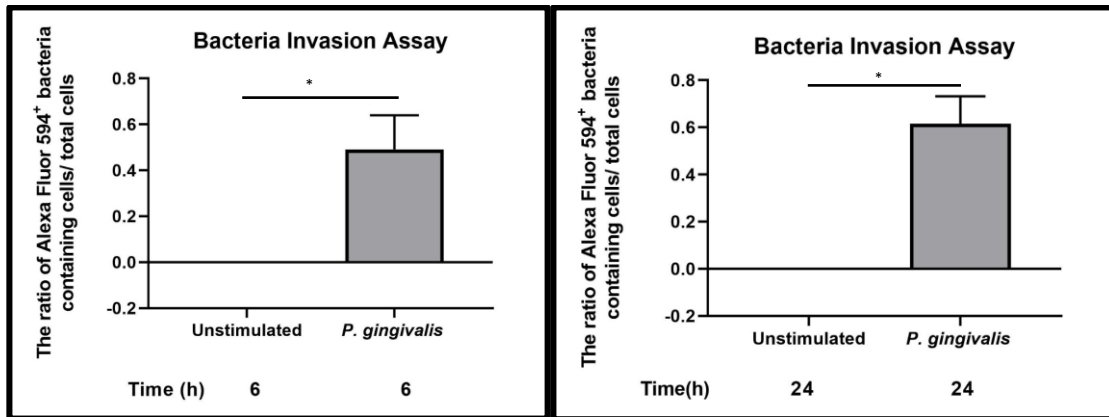 Bacteria Invasion Assay
The ratio of Alexa Fluor 594⁺ bacteria
containing cells/ total cells
0.8
0.6
0.4
0.2
0.0
-0.2
*
Unstimulated P. gingivalis
Time (h) 6 6
Bacteria Invasion Assay
The ratio of Alexa Fluor 594⁺ bacteria
containing cells/ total cells
0.8
0.6
0.4
0.2
0.0
-0.2
*
Unstimulated P. gingivalis
Time(h) 24 24